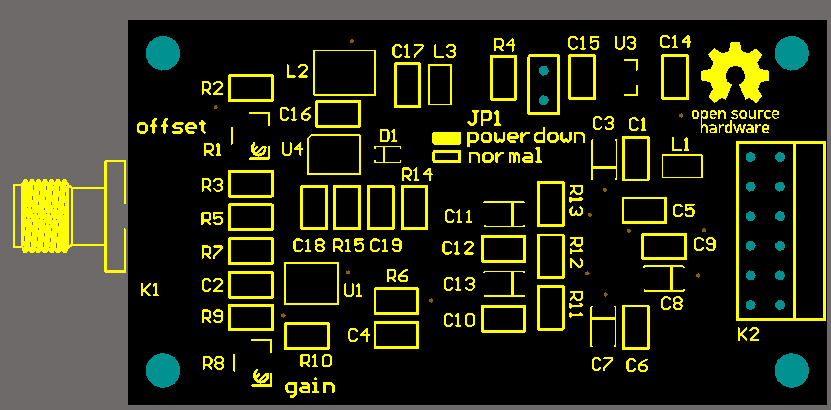 C17 L3 R4 C15 U3 C14
L2
R2
C16
open source
hardware
offset
JP1
powerdown
normal
D1
C3 C1
R1
U4
L1
R14
R3
R13
R5
C11
C5
C18 R15 C19
C12
C9
R7
R12
R6
C2
C13
K1
U1
C8
R11
R9
C10
C4
K2
R8
R10
C7 C6
gain